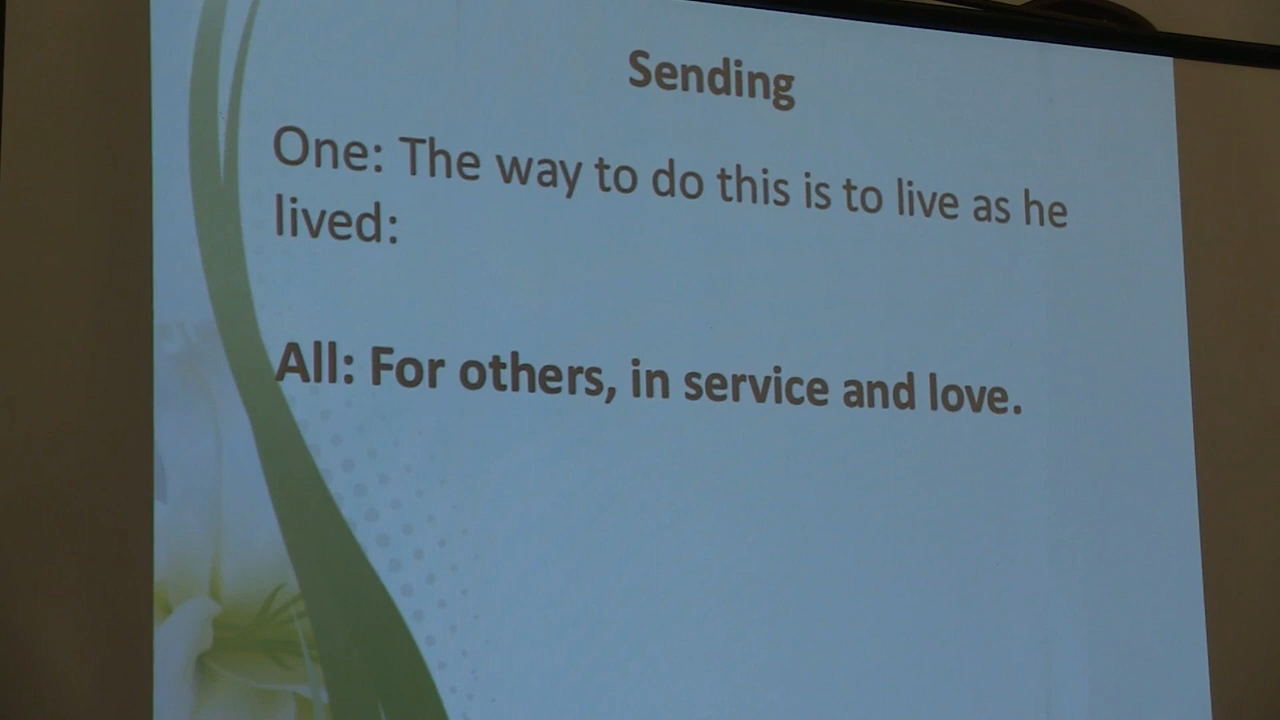 Sending
One: The way to do this is to live as he
lived:
All: For others, in service and love.